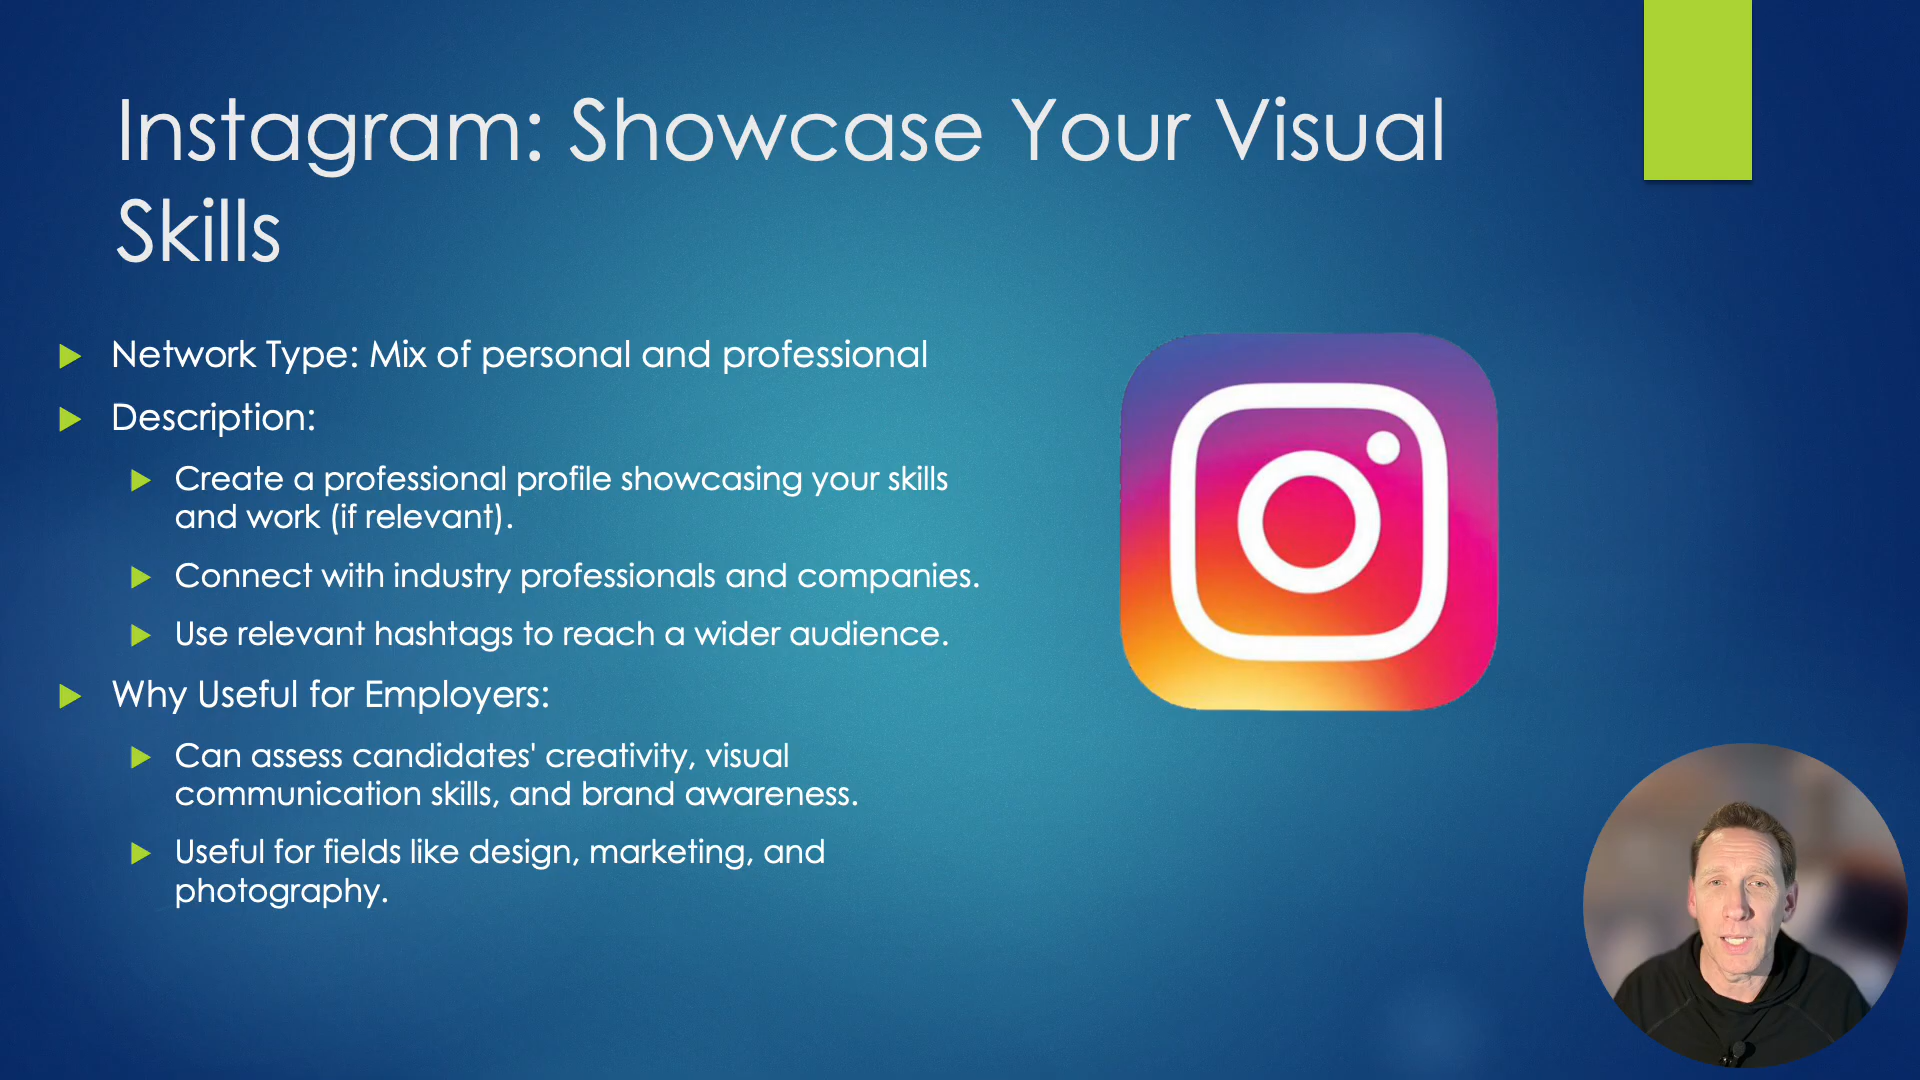 Instagram: Showcase Your Visual
Skills
Network Type: Mix of personal and professional
Description:
Create a professional profile showcasing your skills
and work (if relevant).
Connect with industry professionals and companies.
Use relevant hashtags to reach a wider audience.
Why Useful for Employers:
Can assess candidates' creativity, visual
communication skills, and brand awareness.
Useful for fields like design, marketing, and
photography.